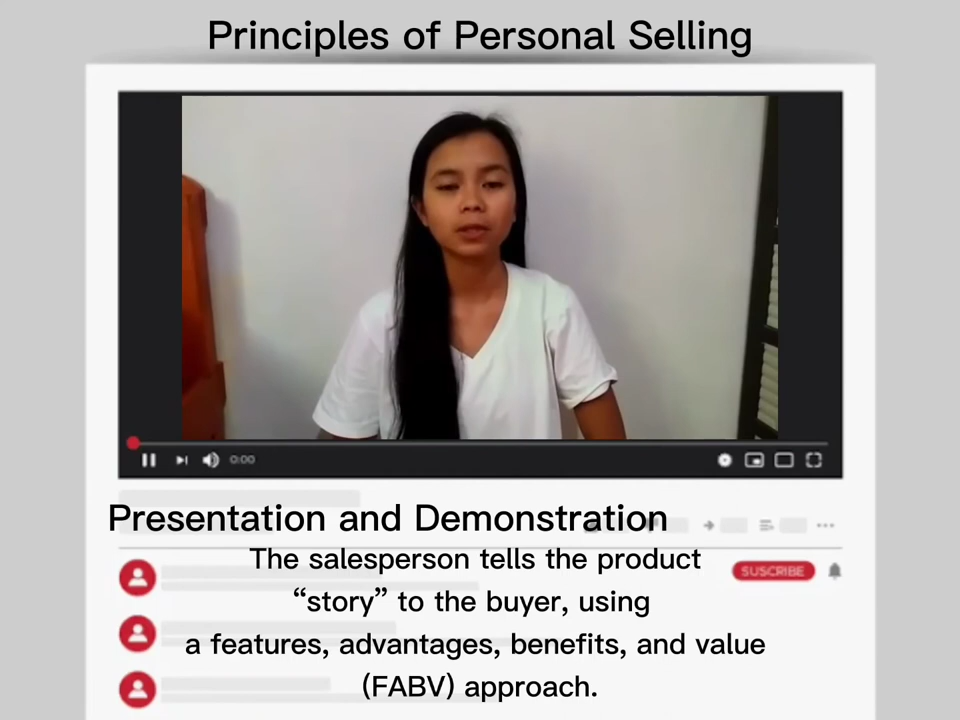 Principles of Personal Selling
0:00
Presentation and Demonstration
The salesperson tells the product
SUSCRIBE
“story” to the buyer, using
a features, advantages, benefits, and value
(FABV) approach.